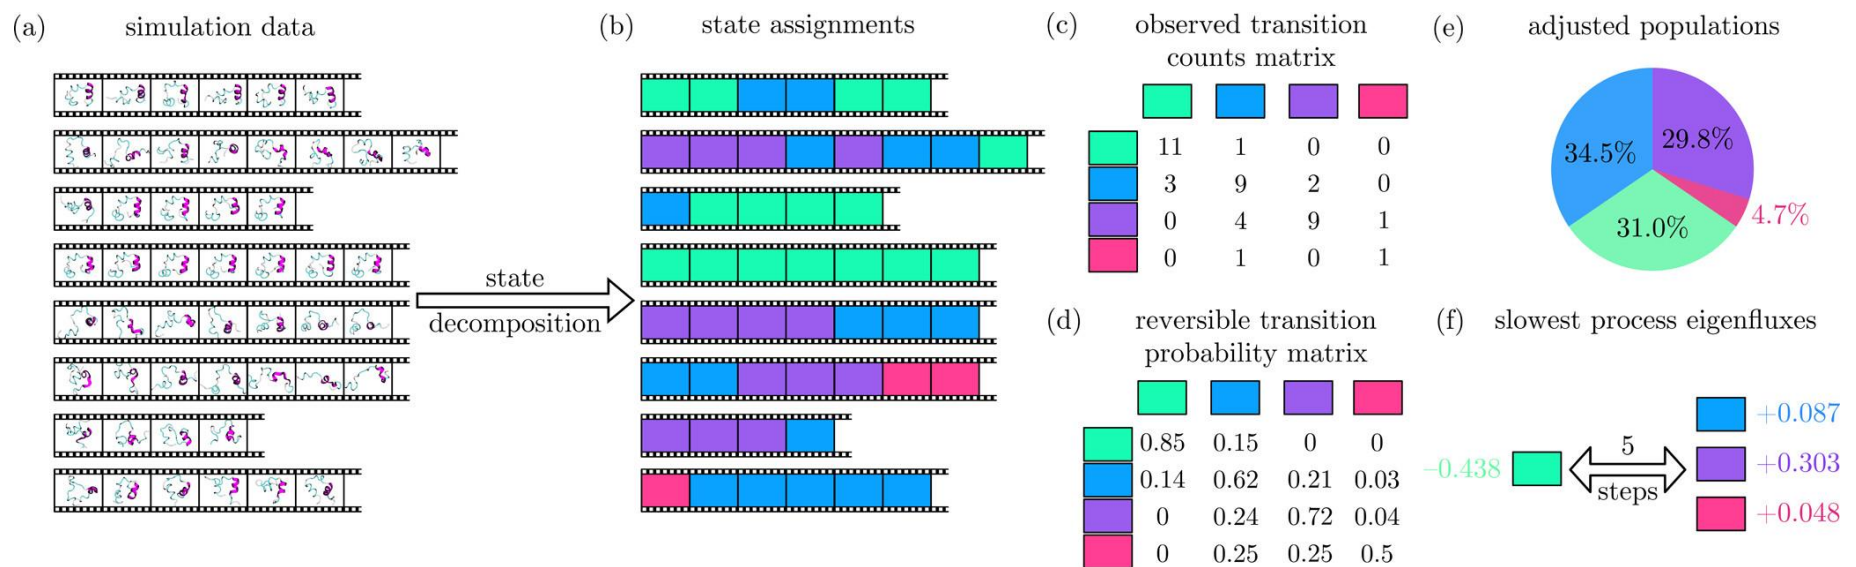 (a) simulation data
(b) state assignments
state
decomposition
(c) observed transition
counts matrix
11 1 0 0
3 9 2 0
0 4 9 1
0 1 0 1
(d) reversible transition
probability matrix
0.85 0.15 0 0
0.14 0.62 0.21 0.03
0 0.24 0.72 0.04
0 0.25 0.25 0.5
(e) adjusted populations
34.5% 29.8%
31.0% 4.7%
(f) slowest process eigenfluxes
–0.438
5
steps
+0.087
+0.303
+0.048